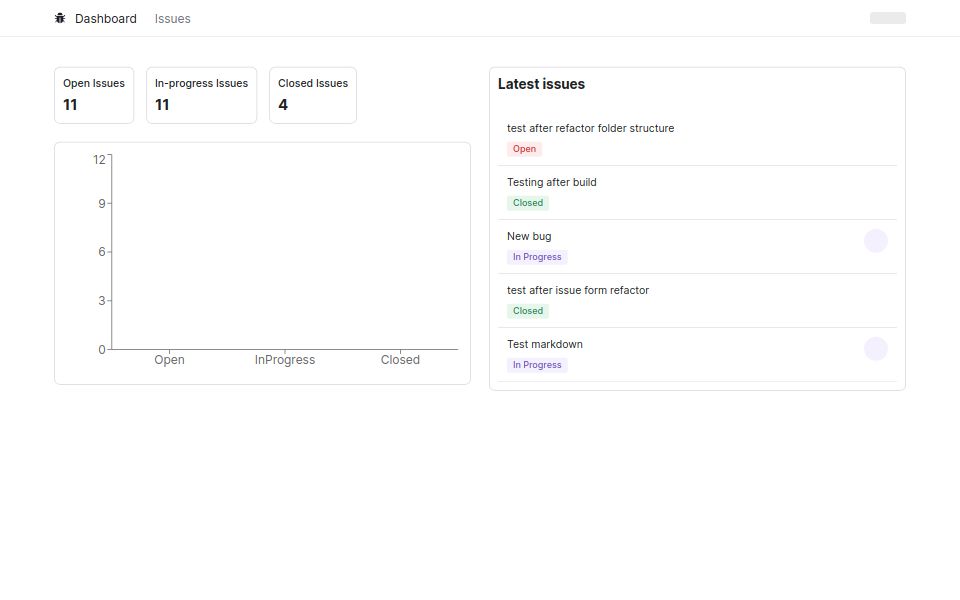 Dashboard Issues
Open Issues
11
In-progress Issues
11
Closed Issues
4
12
9
6
3
0
Open InProgress Closed
Latest issues
test after refactor folder structure
Open
Testing after build
Closed
New bug
In Progress
test after issue form refactor
Closed
Test markdown
In Progress